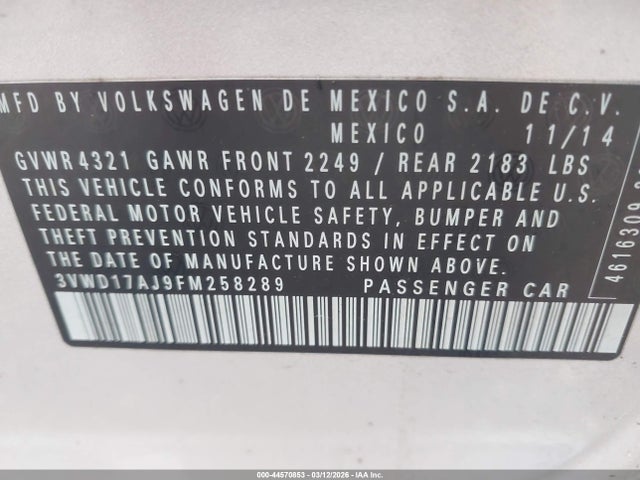 MFD BY VOLKSWAGEN DE MEXICO S.A. DE C.V.
MEXICO 11/14
GVWR 4321 GAWR FRONT 2249 / REAR 2183 LBS
THIS VEHICLE CONFORMS TO ALL APPLICABLE U.S.
FEDERAL MOTOR VEHICLE SAFETY, BUMPER AND
THEFT PREVENTION STANDARDS IN EFFECT ON
THE DATE OF MANUFACTURE SHOWN ABOVE.
3VWD17AJ9FM258289 PASSENGER CAR
4616309
000-44570853 - 03/12/2026 - IAA Inc.